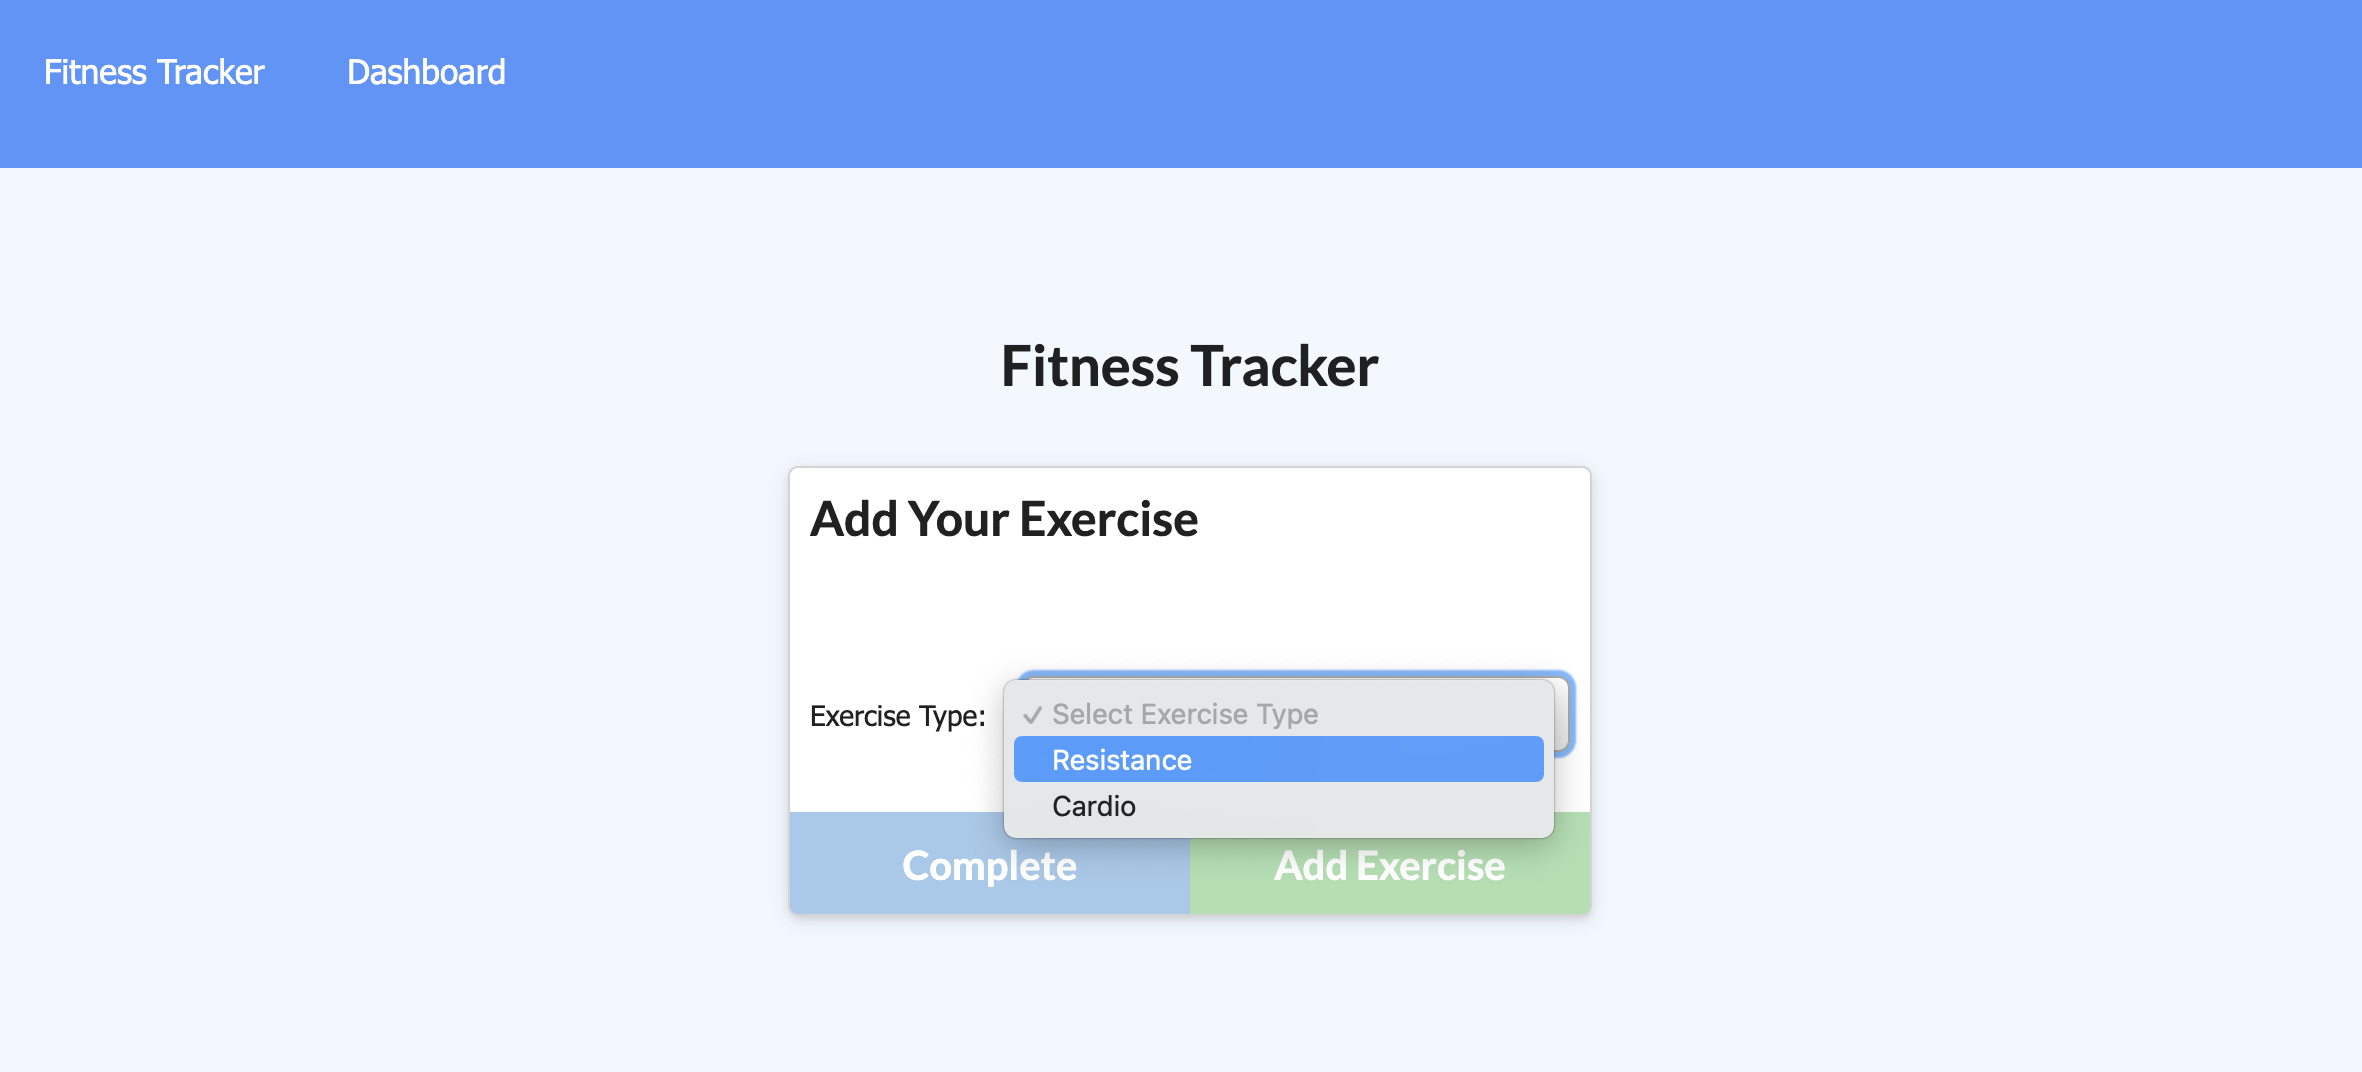 Fitness Tracker Dashboard
Fitness Tracker
Add Your Exercise
Exercise Type:
✓ Select Exercise Type
Resistance
Cardio
Complete
Add Exercise